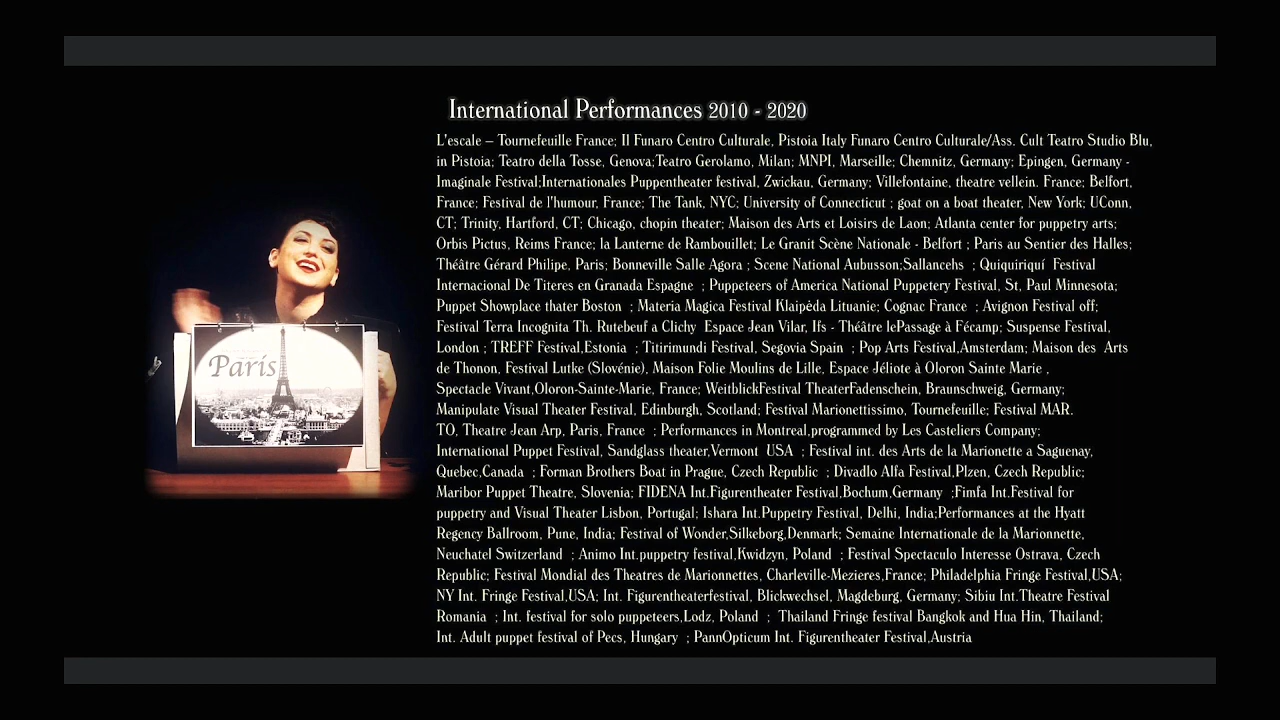 International Performances 2010 - 2020
L'escale – Tournefeuille France; Il Funaro Centro Culturale, Pistoia Italy Funaro Centro Culturale/Ass. Cult Teatro Studio Blu,
in Pistoia; Teatro della Tosse, Genova;Teatro Gerolamo, Milan; MNPI, Marseille; Chemnitz, Germany; Epingen, Germany -
Imaginale Festival;Internationales Puppentheater festival, Zwickau, Germany; Villefontaine, theatre vellein. France; Belfort,
France; Festival de l'humour, France; The Tank, NYC; University of Connecticut ; goat on a boat theater, New York; UConn,
CT; Trinity, Hartford, CT; Chicago, chopin theater; Maison des Arts et Loisirs de Laon; Atlanta center for puppetry arts;
Orbis Pictus, Reims France; la Lanterne de Rambouillet; Le Granit Scène Nationale - Belfort ; Paris au Sentier des Halles;
Théâtre Gérard Philipe, Paris; Bonneville Salle Agora ; Scene National Aubusson;Sallancehs ; Quiquiriquí Festival
Internacional De Titeres en Granada Espagne ; Puppeteers of America National Puppetery Festival, St, Paul Minnesota;
Puppet Showplace thater Boston ; Materia Magica Festival Klaipėda Lituanie; Cognac France ; Avignon Festival off;
Festival Terra Incognita Th. Rutebeuf a Clichy Espace Jean Vilar, Ifs - Théâtre lePassage à Fécamp; Suspense Festival,
London ; TREFF Festival,Estonia ; Titirimundi Festival, Segovia Spain ; Pop Arts Festival,Amsterdam; Maison des Arts
de Thonon, Festival Lutke (Slovénie), Maison Folie Moulins de Lille, Espace Jéliote à Oloron Sainte Marie ,
Spectacle Vivant,Oloron-Sainte-Marie, France; WeitblickFestival TheaterFadenschein, Braunschweig, Germany;
Manipulate Visual Theater Festival, Edinburgh, Scotland; Festival Marionettissimo, Tournefeuille; Festival MAR.
TO, Theatre Jean Arp, Paris, France ; Performances in Montreal,programmed by Les Casteliers Company;
International Puppet Festival, Sandglass theater,Vermont USA ; Festival int. des Arts de la Marionette a Saguenay,
Quebec,Canada ; Forman Brothers Boat in Prague, Czech Republic ; Divadlo Alfa Festival,Plzen, Czech Republic;
Maribor Puppet Theatre, Slovenia; FIDENA Int.Figurentheater Festival,Bochum,Germany ;Fimfa Int.Festival for
puppetry and Visual Theater Lisbon, Portugal; Ishara Int.Puppetry Festival, Delhi, India;Performances at the Hyatt
Regency Ballroom, Pune, India; Festival of Wonder,Silkeborg,Denmark; Semaine Internationale de la Marionnette,
Neuchatel Switzerland ; Animo Int.puppetry festival,Kwidzyn, Poland ; Festival Spectaculo Interesse Ostrava, Czech
Republic; Festival Mondial des Theatres de Marionnettes, Charleville-Mezieres,France; Philadelphia Fringe Festival,USA;
NY Int. Fringe Festival,USA; Int. Figurentheaterfestival, Blickwechsel, Magdeburg, Germany; Sibiu Int.Theatre Festival
Romania ; Int. festival for solo puppeteers,Lodz, Poland ; Thailand Fringe festival Bangkok and Hua Hin, Thailand;
Int. Adult puppet festival of Pecs, Hungary ; PannOpticum Int. Figurentheater Festival,Austria
Paris